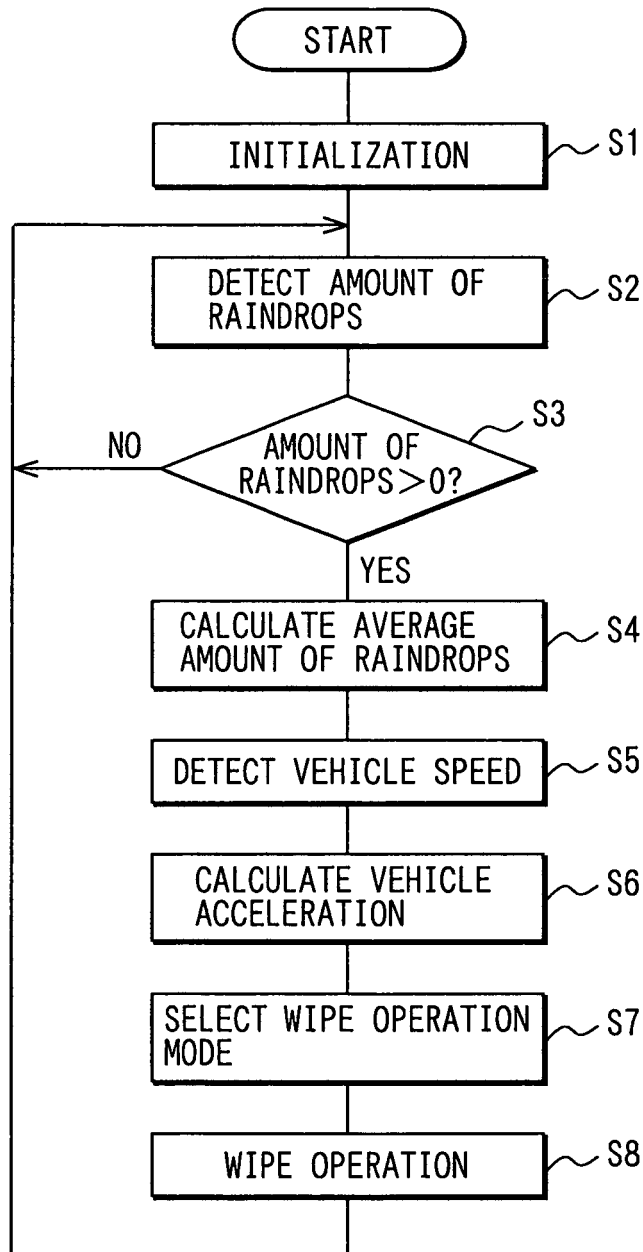 START
INITIALIZATION
S1
DETECT AMOUNT OF
RAINDROPS
S2
AMOUNT OF
RAINDROPS>0?
S3
NO
YES
CALCULATE AVERAGE
AMOUNT OF RAINDROPS
S4
DETECT VEHICLE SPEED
S5
CALCULATE VEHICLE
ACCELERATION
S6
SELECT WIPE OPERATION
MODE
S7
WIPE OPERATION
S8